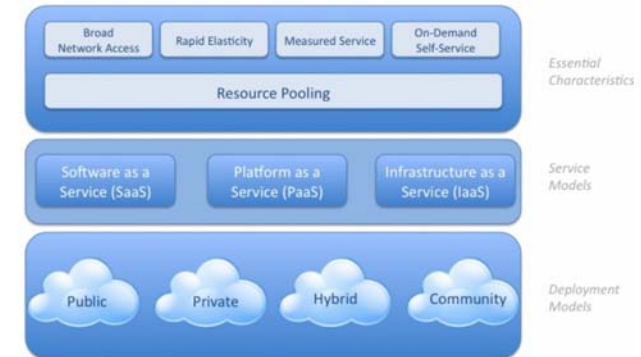 Broad
Network Access
Rapid Elasticity
Measured Service
On-Demand
Self-Service
Resource Pooling
Essential
Characteristics
Software as a
Service (SaaS)
Platform as a
Service (PaaS)
Infrastructure as a
Service (IaaS)
Service
Models
Public
Private
Hybrid
Community
Deployment
Models